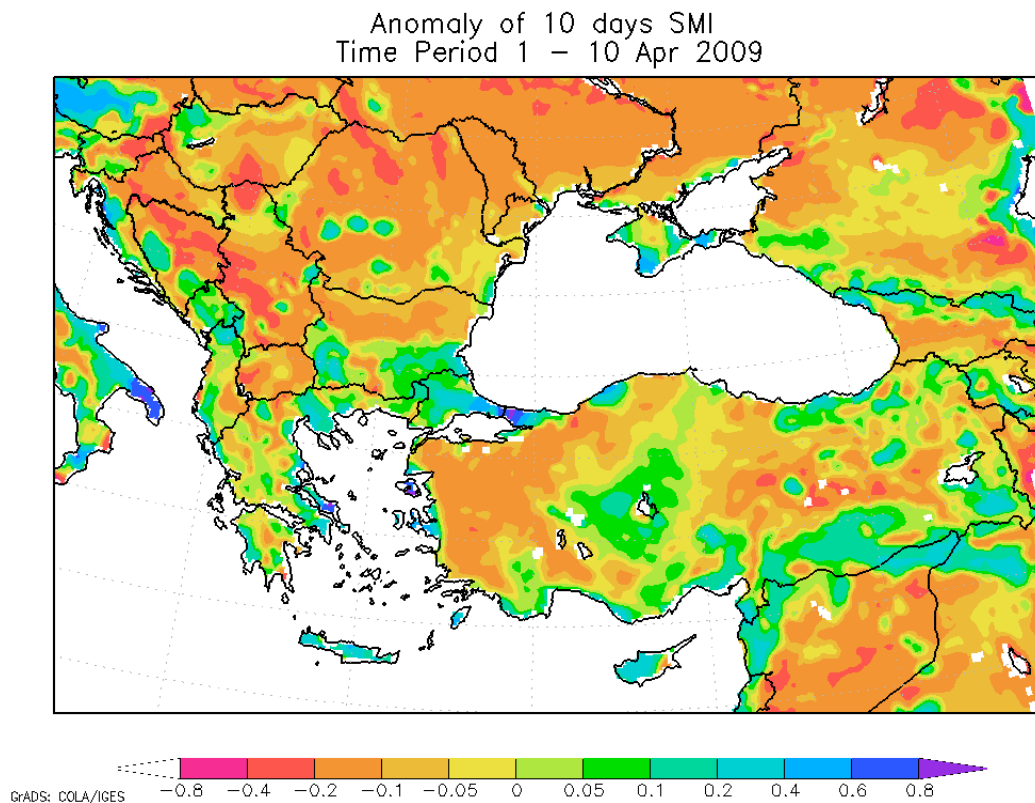 Anomaly of 10 days SMI
Time Period 1 – 10 Apr 2009
-0.8 -0.4 -0.2 -0.1 -0.05 0 0.05 0.1 0.2 0.4 0.6 0.8
GrADS: COLA/IGES